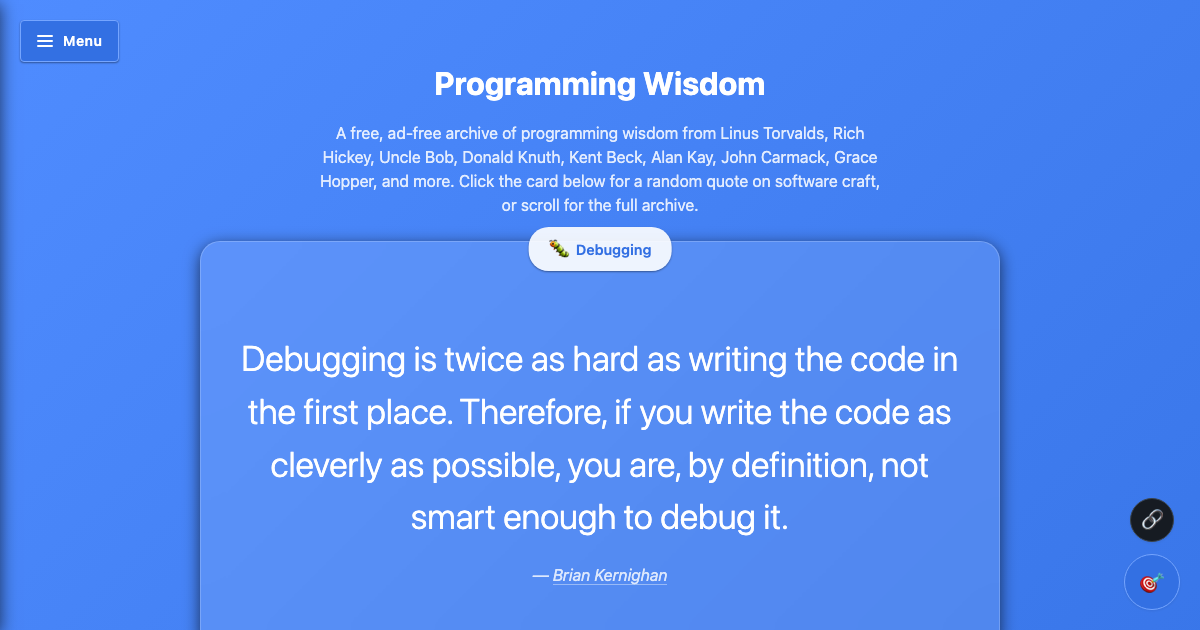 Menu
Programming Wisdom
A free, ad-free archive of programming wisdom from Linus Torvalds, Rich
Hickey, Uncle Bob, Donald Knuth, Kent Beck, Alan Kay, John Carmack, Grace
Hopper, and more. Click the card below for a random quote on software craft,
or scroll for the full archive.
Debugging
Debugging is twice as hard as writing the code in
the first place. Therefore, if you write the code as
cleverly as possible, you are, by definition, not
smart enough to debug it.
— Brian Kernighan